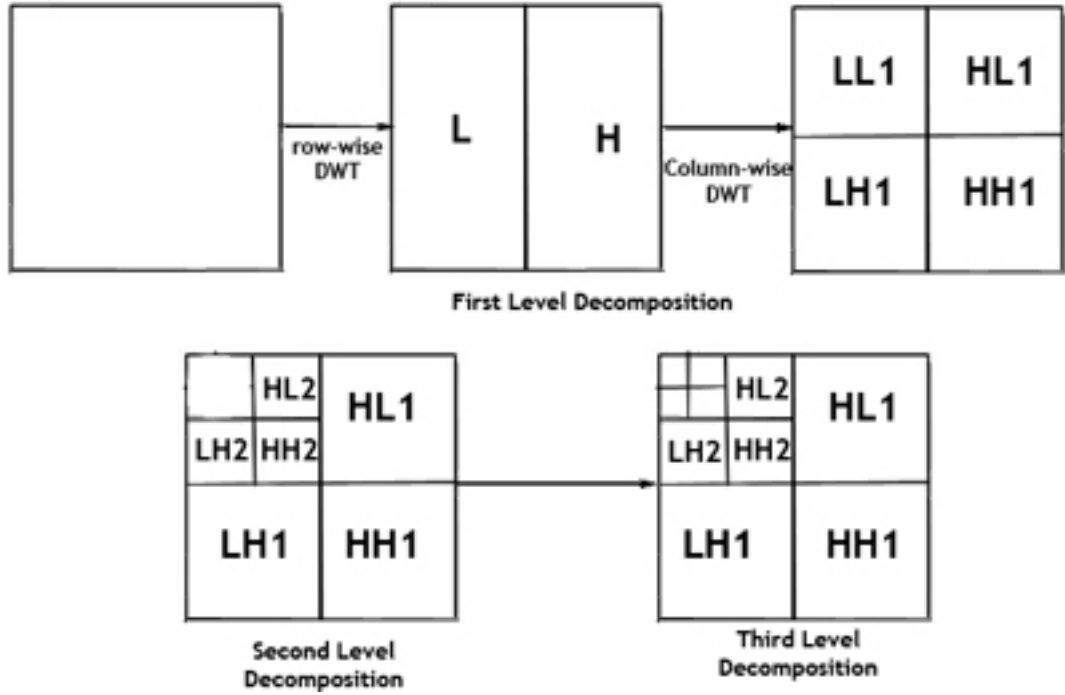 L
H
LL1
HL1
LH1
HH1
row-wise
DWT
Column-wise
DWT
First Level Decomposition
HL2
HL1
LH2
HH2
LH1
HH1
Second Level
Decomposition
HL2
HL1
LH2
HH2
LH1
HH1
Third Level
Decomposition